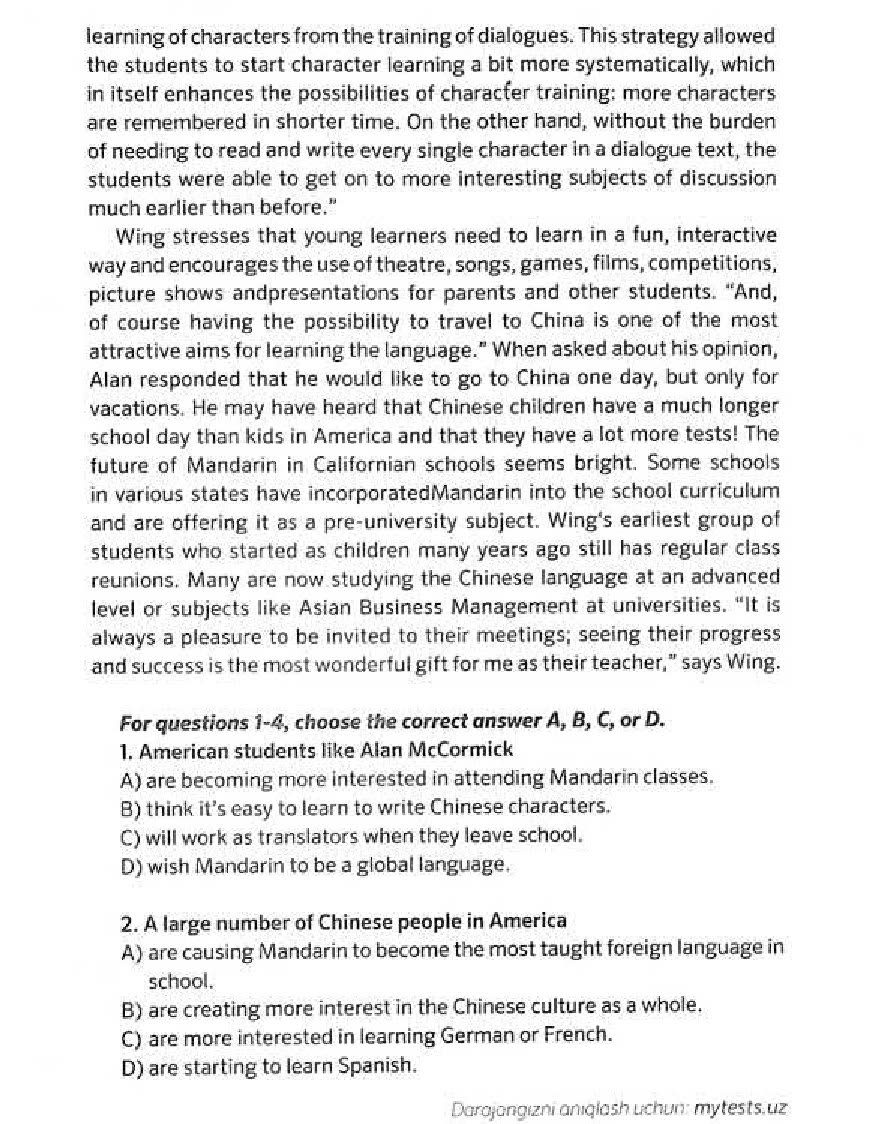 learning of characters from the training of dialogues. This strategy allowed
the students to start character learning a bit more systematically, which
in itself enhances the possibilities of character training: more characters
are remembered in shorter time. On the other hand, without the burden
of needing to read and write every single character in a dialogue text, the
students were able to get on to more interesting subjects of discussion
much earlier than before."
Wing stresses that young learners need to learn in a fun, interactive
way and encourages the use of theatre, songs, games, films, competitions,
picture shows andpresentations for parents and other students. "And,
of course having the possibility to travel to China is one of the most
attractive aims for learning the language." When asked about his opinion,
Alan responded that he would like to go to China one day, but only for
vacations. He may have heard that Chinese children have a much longer
school day than kids in America and that they have a lot more tests! The
future of Mandarin in Californian schools seems bright. Some schools
in various states have incorporatedMandarin into the school curriculum
and are offering it as a pre-university subject. Wing's earliest group of
students who started as children many years ago still has regular class
reunions. Many are now studying the Chinese language at an advanced
level or subjects like Asian Business Management at universities. "It is
always a pleasure to be invited to their meetings; seeing their progress
and success is the most wonderful gift for me as their teacher," says Wing.
For questions 1-4, choose the correct answer A, B, C, or D.
1. American students like Alan McCormick
A) are becoming more interested in attending Mandarin classes.
B) think it's easy to learn to write Chinese characters.
C) will work as translators when they leave school.
D) wish Mandarin to be a global language.
2. A large number of Chinese people in America
A) are causing Mandarin to become the most taught foreign language in
school.
B) are creating more interest in the Chinese culture as a whole.
C) are more interested in learning German or French.
D) are starting to learn Spanish.
Darajangizni aniqlash uchun: mytests.uz